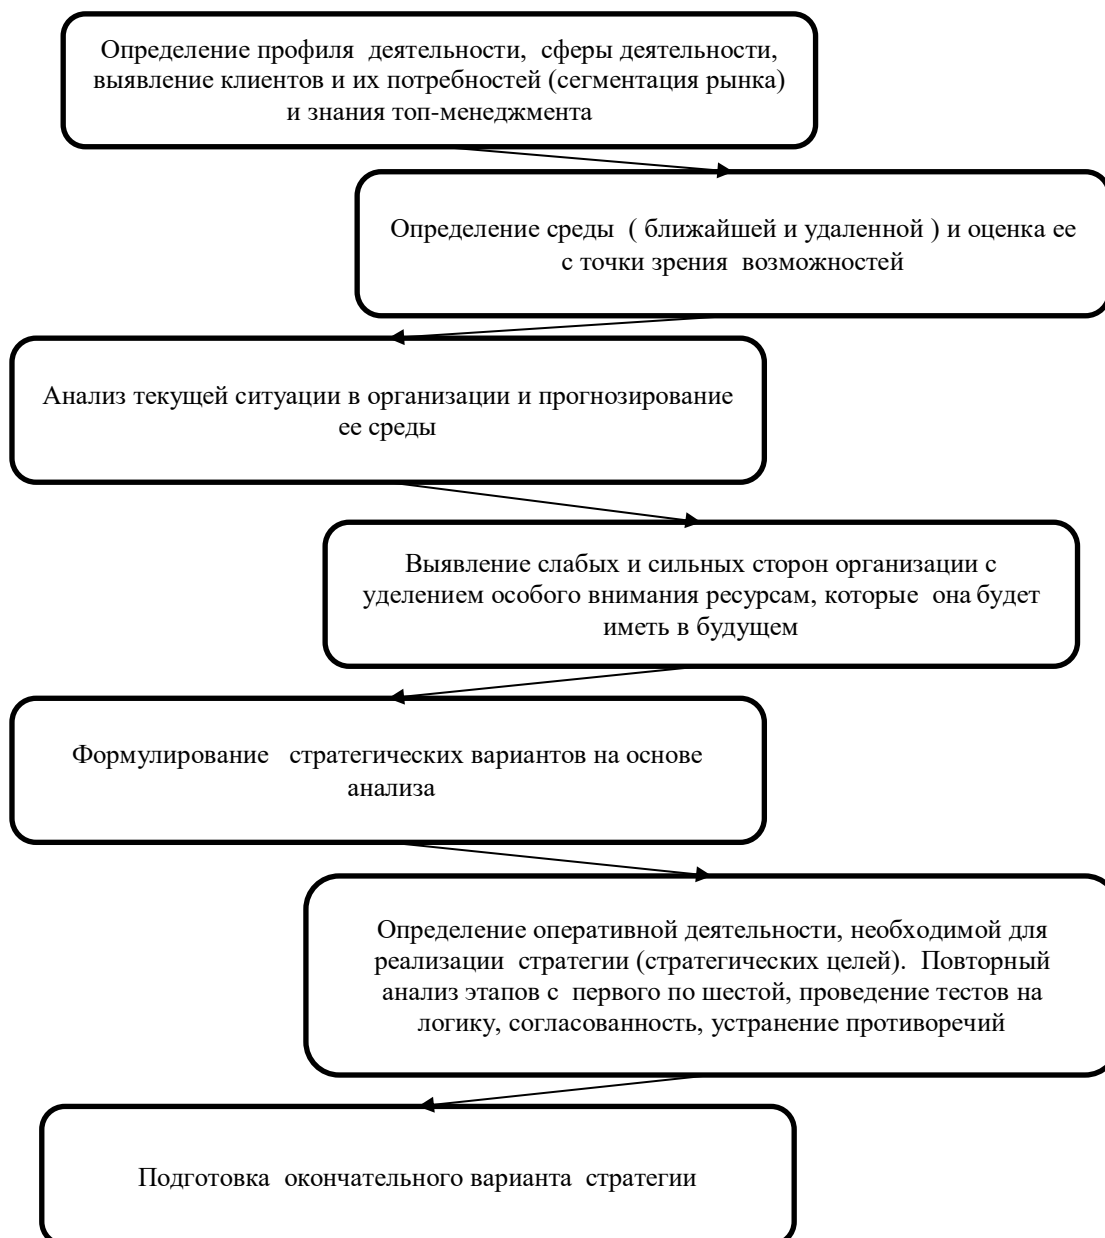 Определение профиля деятельности, сферы деятельности,
выявление клиентов и их потребностей (сегментация рынка)
и знания топ-менеджмента
Определение среды ( ближайшей и удаленной ) и оценка ее
с точки зрения возможностей
Анализ текущей ситуации в организации и прогнозирование
ее среды
Выявление слабых и сильных сторон организации с
уделением особого внимания ресурсам, которые она будет
иметь в будущем
Формулирование стратегических вариантов на основе
анализа
Определение оперативной деятельности, необходимой для
реализации стратегии (стратегических целей). Повторный
анализ этапов с первого по шестой, проведение тестов на
логику, согласованность, устранение противоречий
Подготовка окончательного варианта стратегии